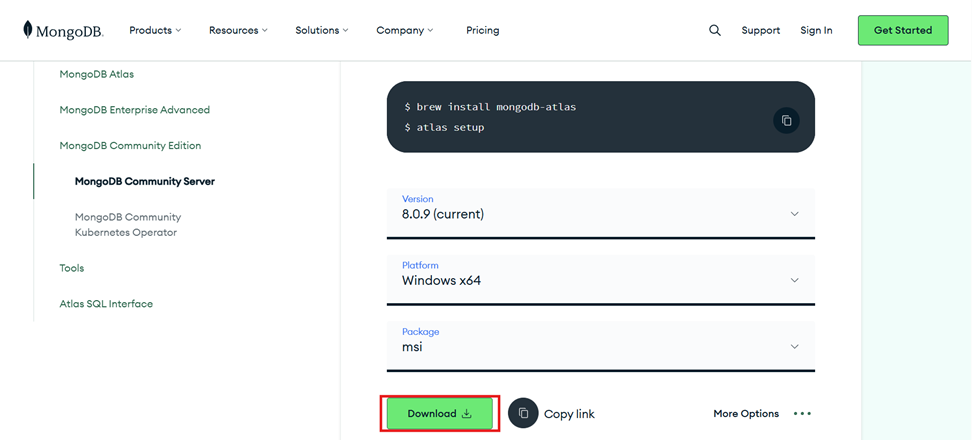 MongoDB.
Products
Resources
Solutions
Company
Pricing
Support
Sign In
Get Started
MongoDB Atlas
MongoDB Enterprise Advanced
MongoDB Community Edition
MongoDB Community Server
MongoDB Community
Kubernetes Operator
Tools
Atlas SQL Interface
$ brew install mongodb-atlas
$ atlas setup
Version
8.0.9 (current)
Platform
Windows x64
Package
msi
Download
Copy link
More Options